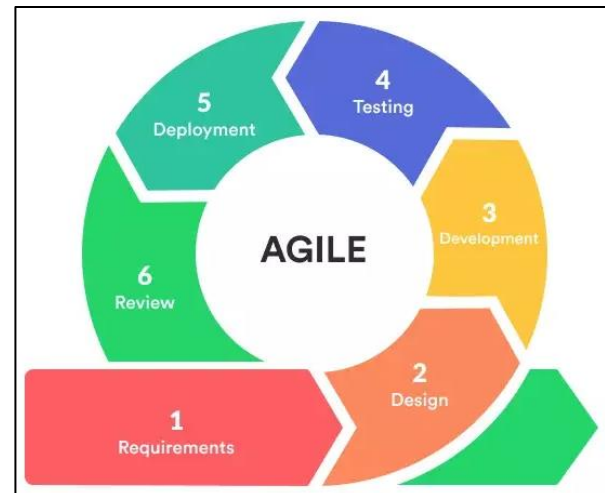 AGILE
1
Requirements
2
Design
3
Development
4
Testing
5
Deployment
6
Review